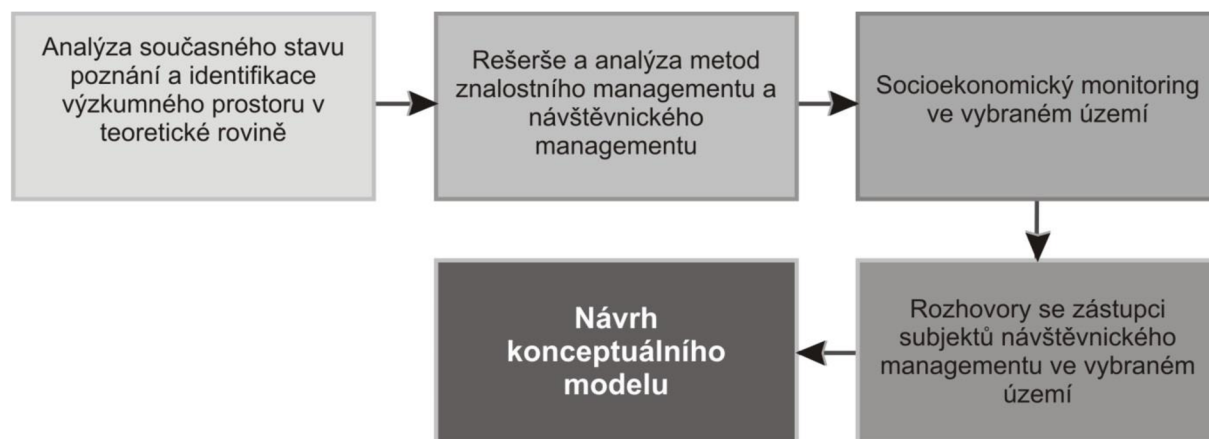 Analýza současného stavu
poznání a identifikace
výzkumného prostoru v
teoretické rovině
Rešerše a analýza metod
znalostního managementu a
návštěvnického
managementu
Socioekonomický monitoring
ve vybraném území
Rozhovory se zástupci
subjektů návštěvnického
managementu ve vybraném
území
Návrh
konceptuálního
modelu